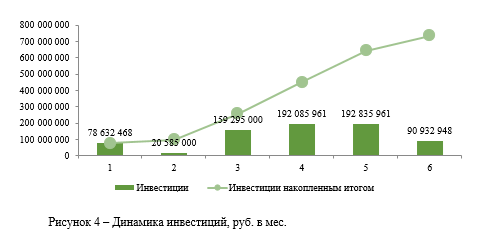 800 000 000
700 000 000
600 000 000
500 000 000
400 000 000
300 000 000
200 000 000
100 000 000
0
78 632 468
20 585 000
159 295 000
192 085 961
192 835 961
90 932 948
1 2 3 4 5 6
Инвестиции Инвестиции накопленным итогом
Рисунок 4 – Динамика инвестиций, руб. в мес.